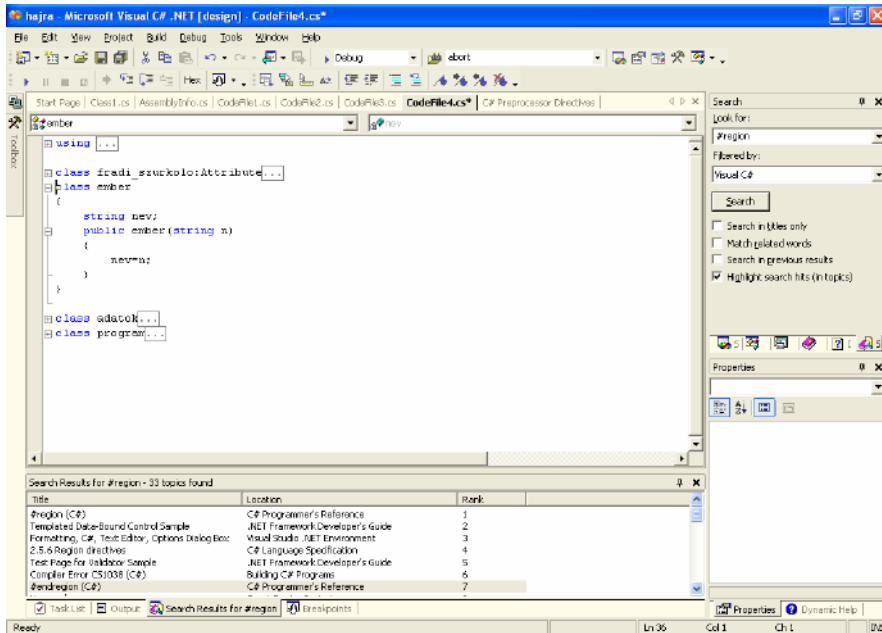 hajra - Microsoft Visual C# .NET [design] - CodeFile4.cs*
File Edit View Project Build Debug Tools Window Help
Debug abort
Hex
Start Page Class1.cs AssemblyInfo.cs CodeFile1.cs CodeFile2.cs CodeFile3.cs CodeFile4.cs* C# Preprocessor Directives
Toolbox
ember new
using ...
class fradi_szurkolo:Attribute...
class ember
{
string nev;
public ember(string n)
{
nev=n;
}
}
class adatok...
class program...
Search
Look for:
#region
Filtered by:
Visual C#
Search
Search in titles only
Match related words
Search in previous results
Highlight search hits (in topics)
Properties
Search Results for #region - 33 topics found
Title Location Rank
#region (C#) C# Programmer's Reference 1
Templated Data-Bound Control Sample .NET Framework Developer's Guide 2
Formatting, C#, Text Editor, Options Dialog Box Visual Studio .NET Environment 3
2.5.6 Region directives C# Language Specification 4
Test Page for Validator Sample .NET Framework Developer's Guide 5
Compiler Error CS1038 (C#) Building C# Programs 6
#endregion (C#) C# Programmer's Reference 7
Task List Output Search Results for #region Breakpoints
Properties Dynamic Help
Ready Ln 36 Col 1 Ch 1 INS